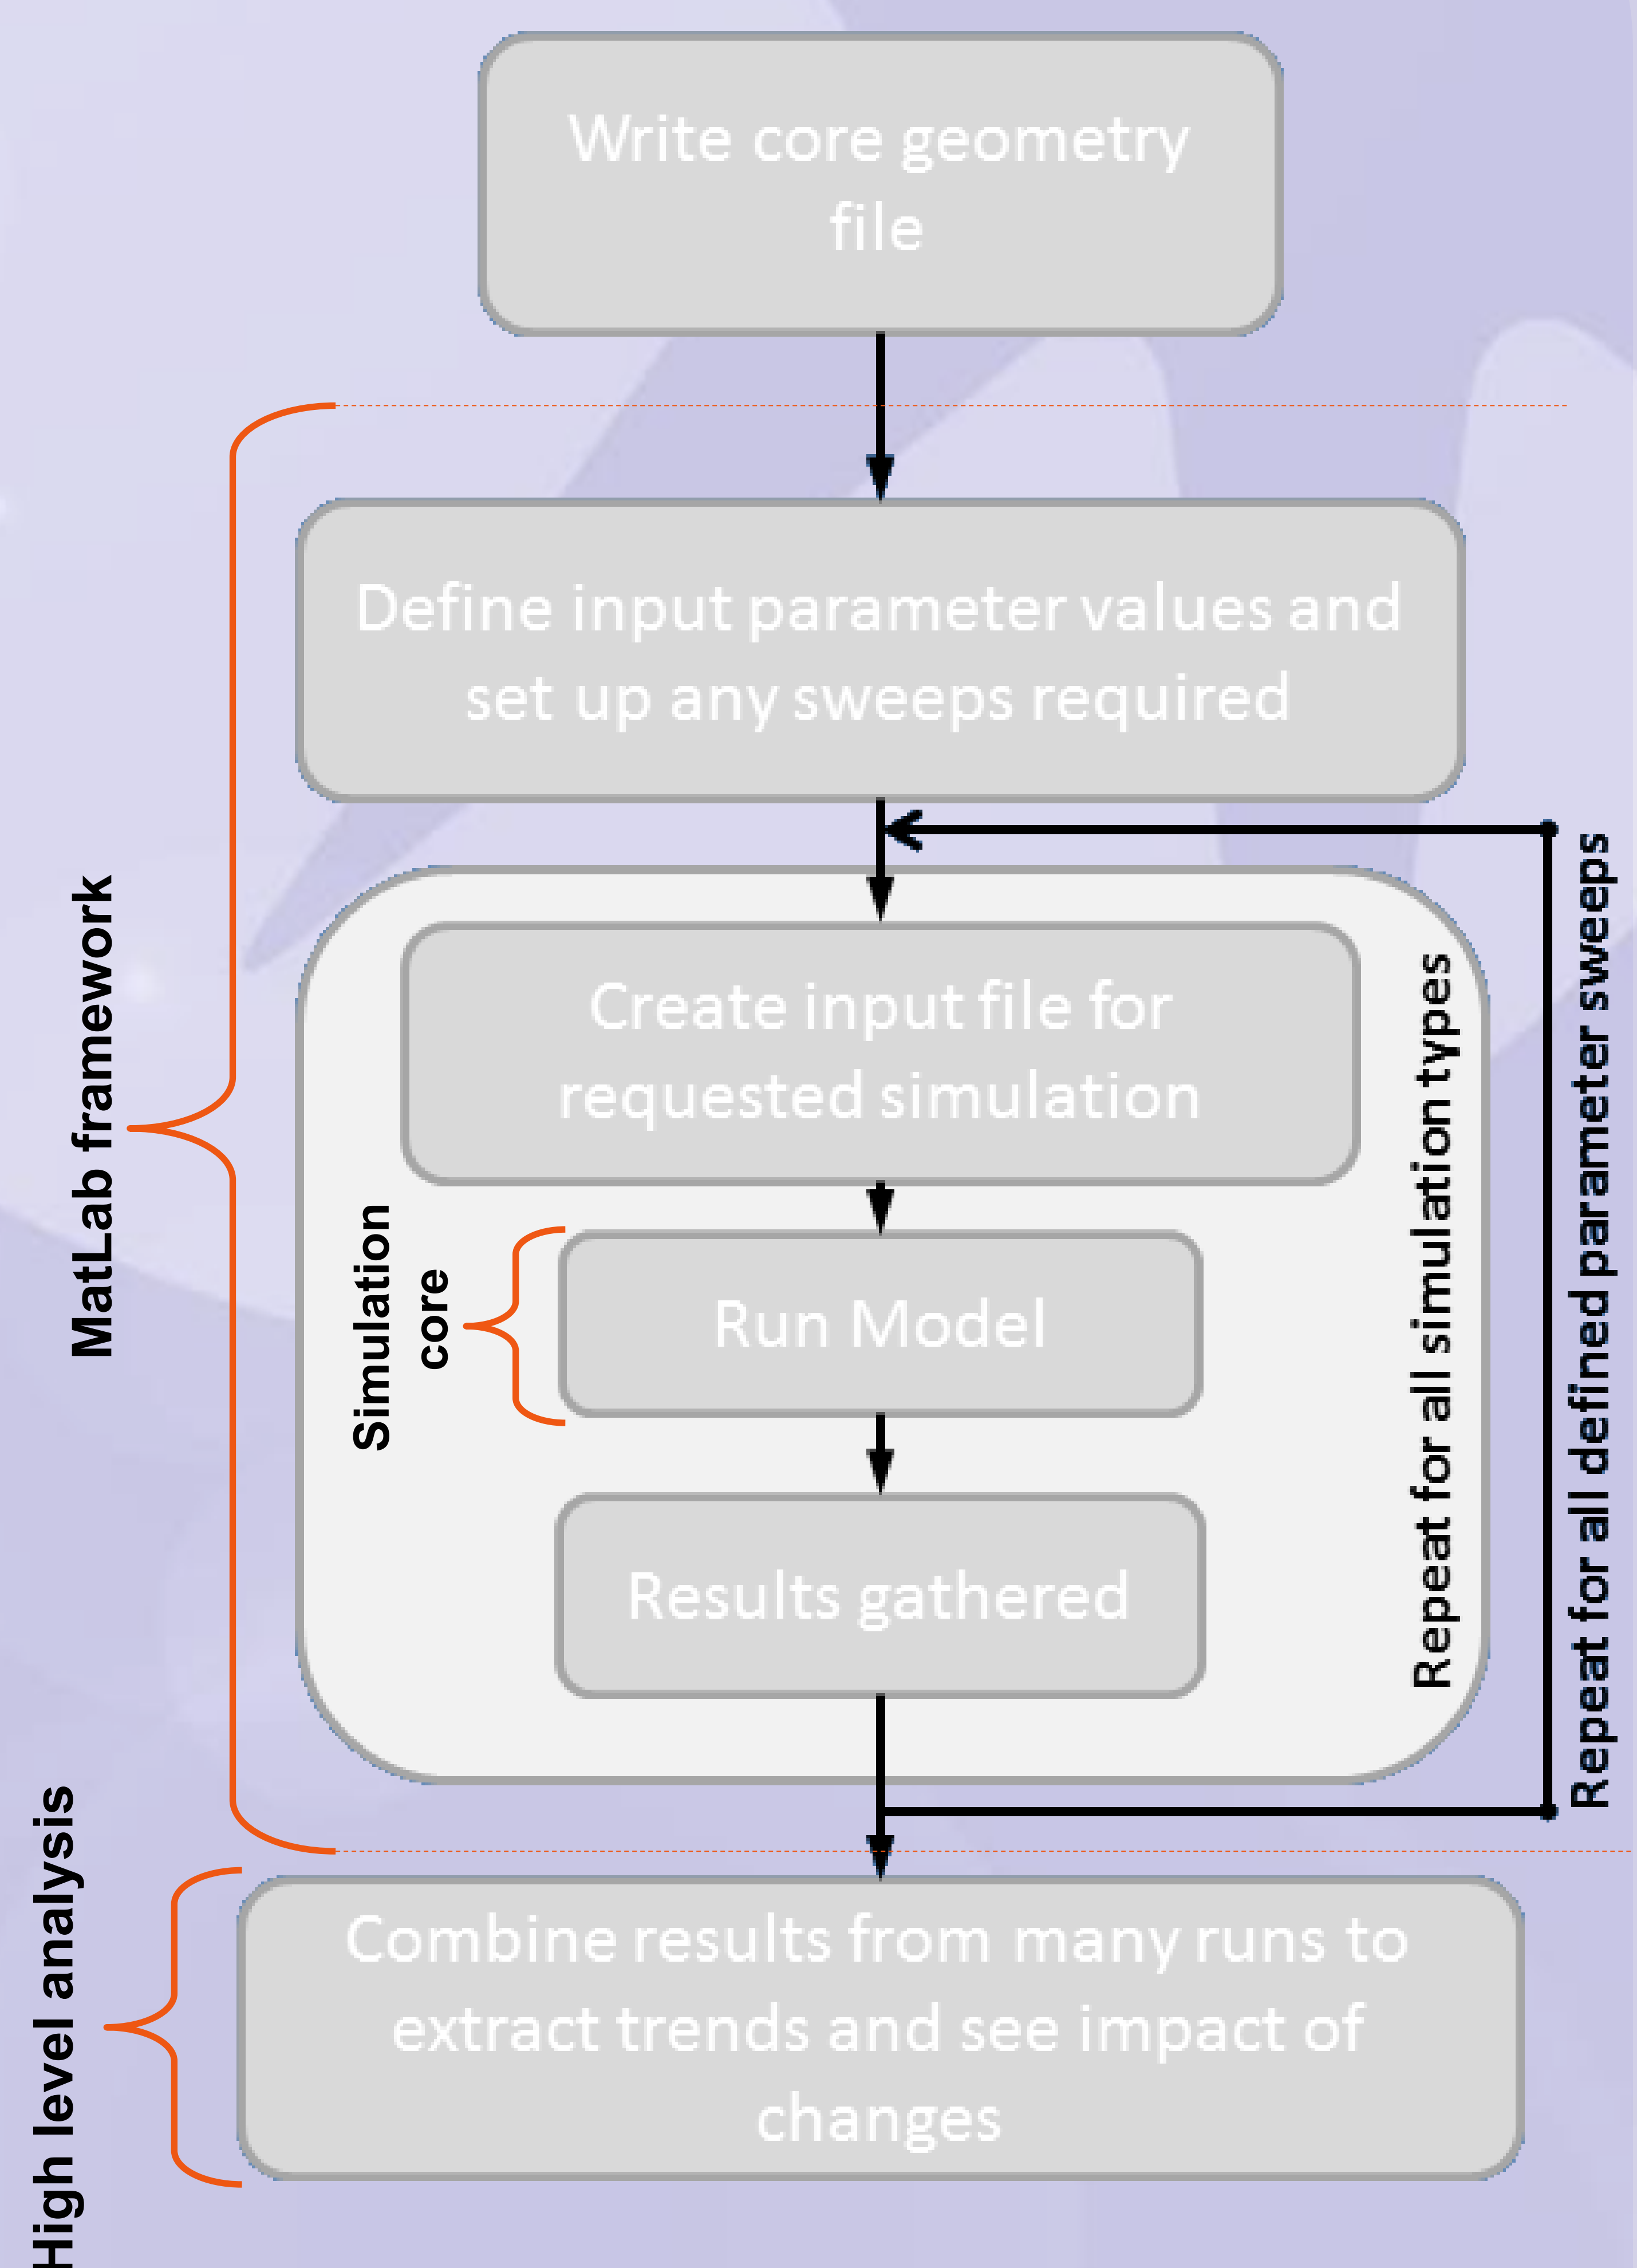 Write core geometry
file
Define input parameter values and
set up any sweeps required
MatLab framework
Create input file for
requested simulation
Simulation
core
Run Model
Results gathered
Repeat for all simulation types
Repeat for all defined parameter sweeps
High level analysis
Combine results from many runs to
extract trends and see impact of
changes